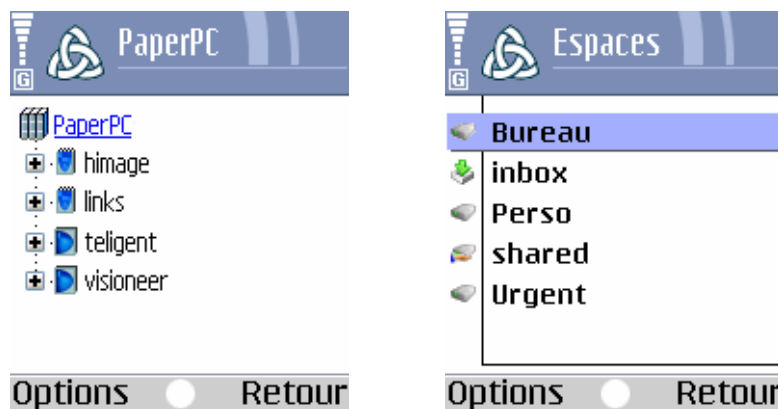 PaperPC
G
PaperPC
himage
links
teligent
visioneer
Options Retour
Espaces
G
Bureau
inbox
Perso
shared
Urgent
Options Retour